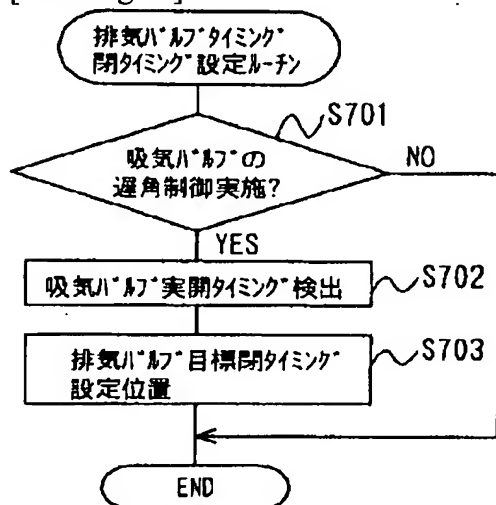 排気バルブタイミング
閉タイミング設定ルーチン
S701
吸気バルブの
遅角制御実施?
NO
YES
吸気バルブ実開タイミング検出
S702
排気バルブ目標閉タイミング
設定位置
S703
END